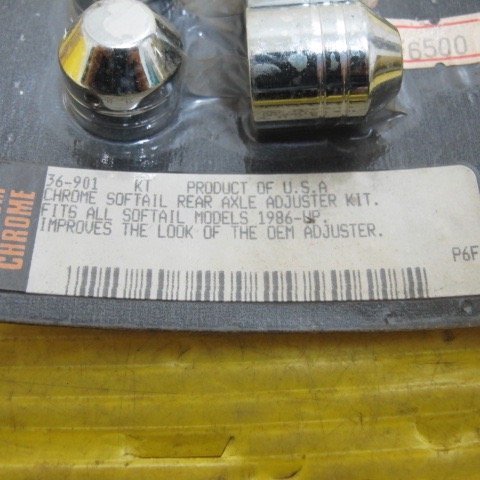 6500
36-901 KT PRODUCT OF U.S.A
CHROME SOFTAIL REAR AXLE ADJUSTER KIT.
FITS ALL SOFTAIL MODELS 1986-UP.
IMPROVES THE LOOK OF THE OEM ADJUSTER.
P6F
CHROME